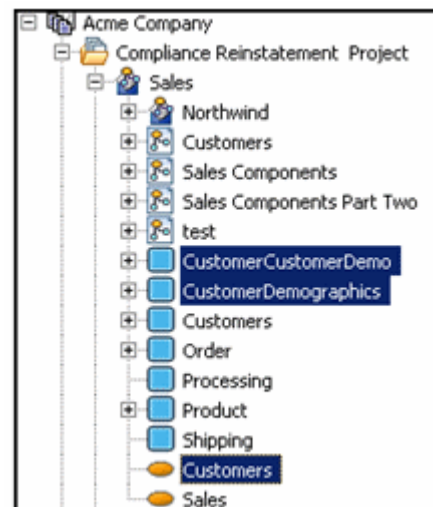 Acme Company
Compliance Reinstatement Project
Sales
Northwind
Customers
Sales Components
Sales Components Part Two
test
CustomerCustomerDemo
CustomerDemographics
Customers
Order
Processing
Product
Shipping
Customers
Sales